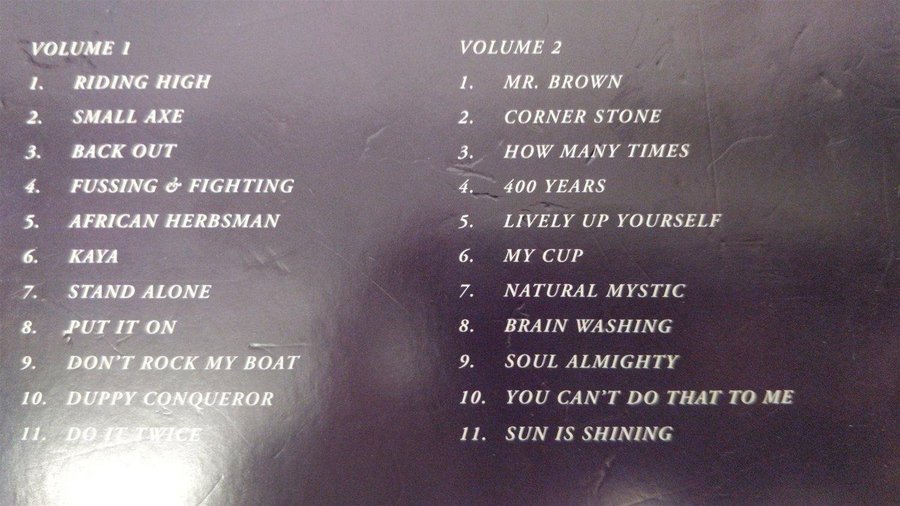 VOLUME 1
1. RIDING HIGH
2. SMALL AXE
3. BACK OUT
4. FUSSING & FIGHTING
5. AFRICAN HERBSMAN
6. KAYA
7. STAND ALONE
8. PUT IT ON
9. DON'T ROCK MY BOAT
10. DUPPY CONQUEROR
11. DO IT TWICE
VOLUME 2
1. MR. BROWN
2. CORNER STONE
3. HOW MANY TIMES
4. 400 YEARS
5. LIVELY UP YOURSELF
6. MY CUP
7. NATURAL MYSTIC
8. BRAIN WASHING
9. SOUL ALMIGHTY
10. YOU CAN'T DO THAT TO ME
11. SUN IS SHINING